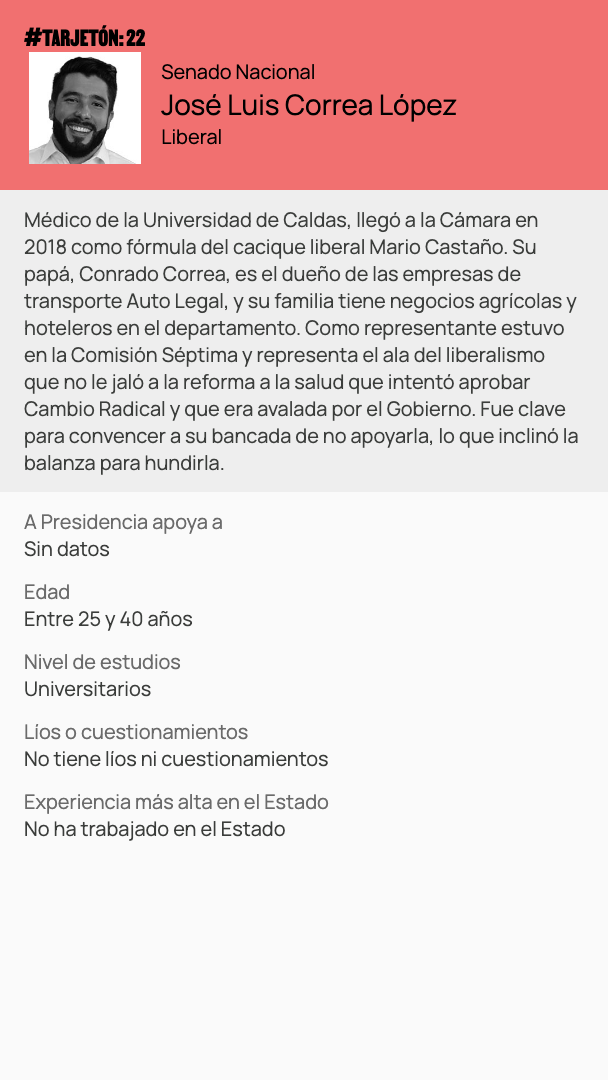 #TARJETÓN: 22
Senado Nacional
José Luis Correa López
Liberal
Médico de la Universidad de Caldas, llegó a la Cámara en
2018 como fórmula del cacique liberal Mario Castaño. Su
papá, Conrado Correa, es el dueño de las empresas de
transporte Auto Legal, y su familia tiene negocios agrícolas y
hoteleros en el departamento. Como representante estuvo
en la Comisión Séptima y representa el ala del liberalismo
que no le jaló a la reforma a la salud que intentó aprobar
Cambio Radical y que era avalada por el Gobierno. Fue clave
para convencer a su bancada de no apoyarla, lo que inclinó la
balanza para hundirla.
A Presidencia apoya a
Sin datos
Edad
Entre 25 y 40 años
Nivel de estudios
Universitarios
Líos o cuestionamientos
No tiene líos ni cuestionamientos
Experiencia más alta en el Estado
No ha trabajado en el Estado